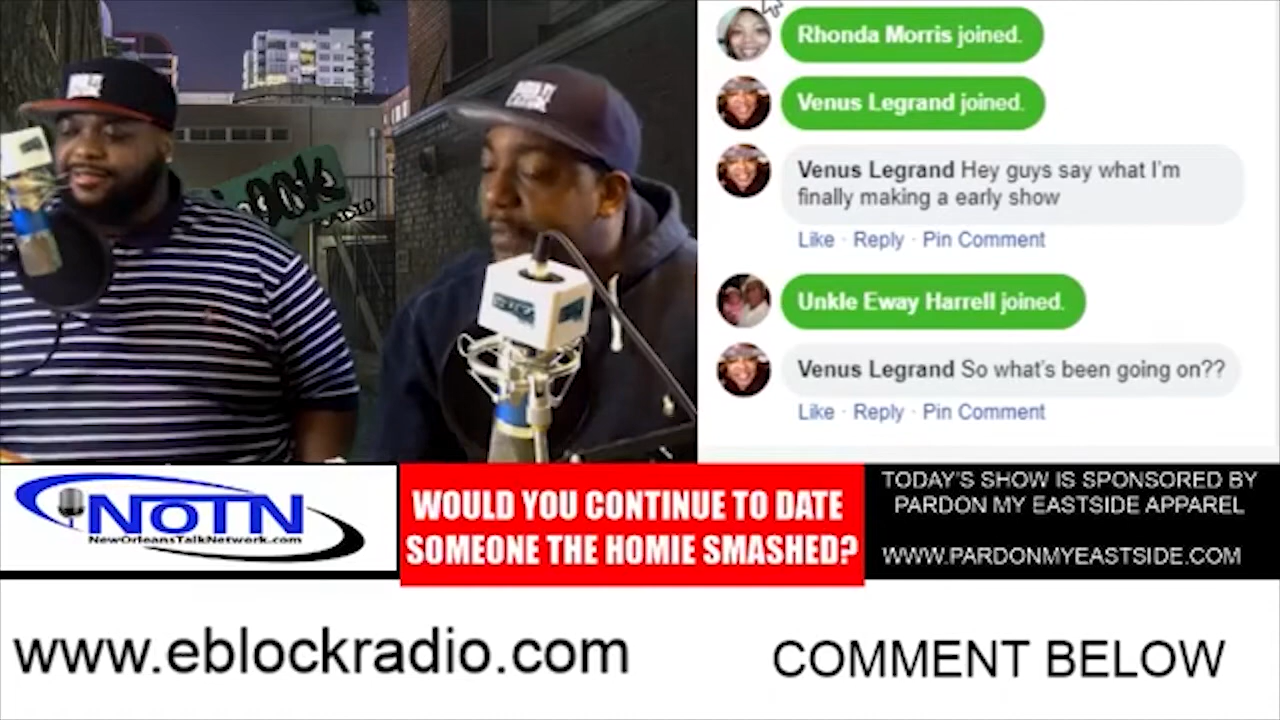 Rhonda Morris joined.
Venus Legrand joined.
Venus Legrand Hey guys say what I'm
finally making a early show
Like · Reply · Pin Comment
Unkle Eway Harrell joined.
Venus Legrand So what's been going on??
Like · Reply · Pin Comment
NOTN
NewOrleansTalkNetwork.com
WOULD YOU CONTINUE TO DATE
SOMEONE THE HOMIE SMASHED?
TODAY'S SHOW IS SPONSORED BY
PARDON MY EASTSIDE APPAREL
WWW.PARDONMYEASTSIDE.COM
www.eblockradio.com
COMMENT BELOW